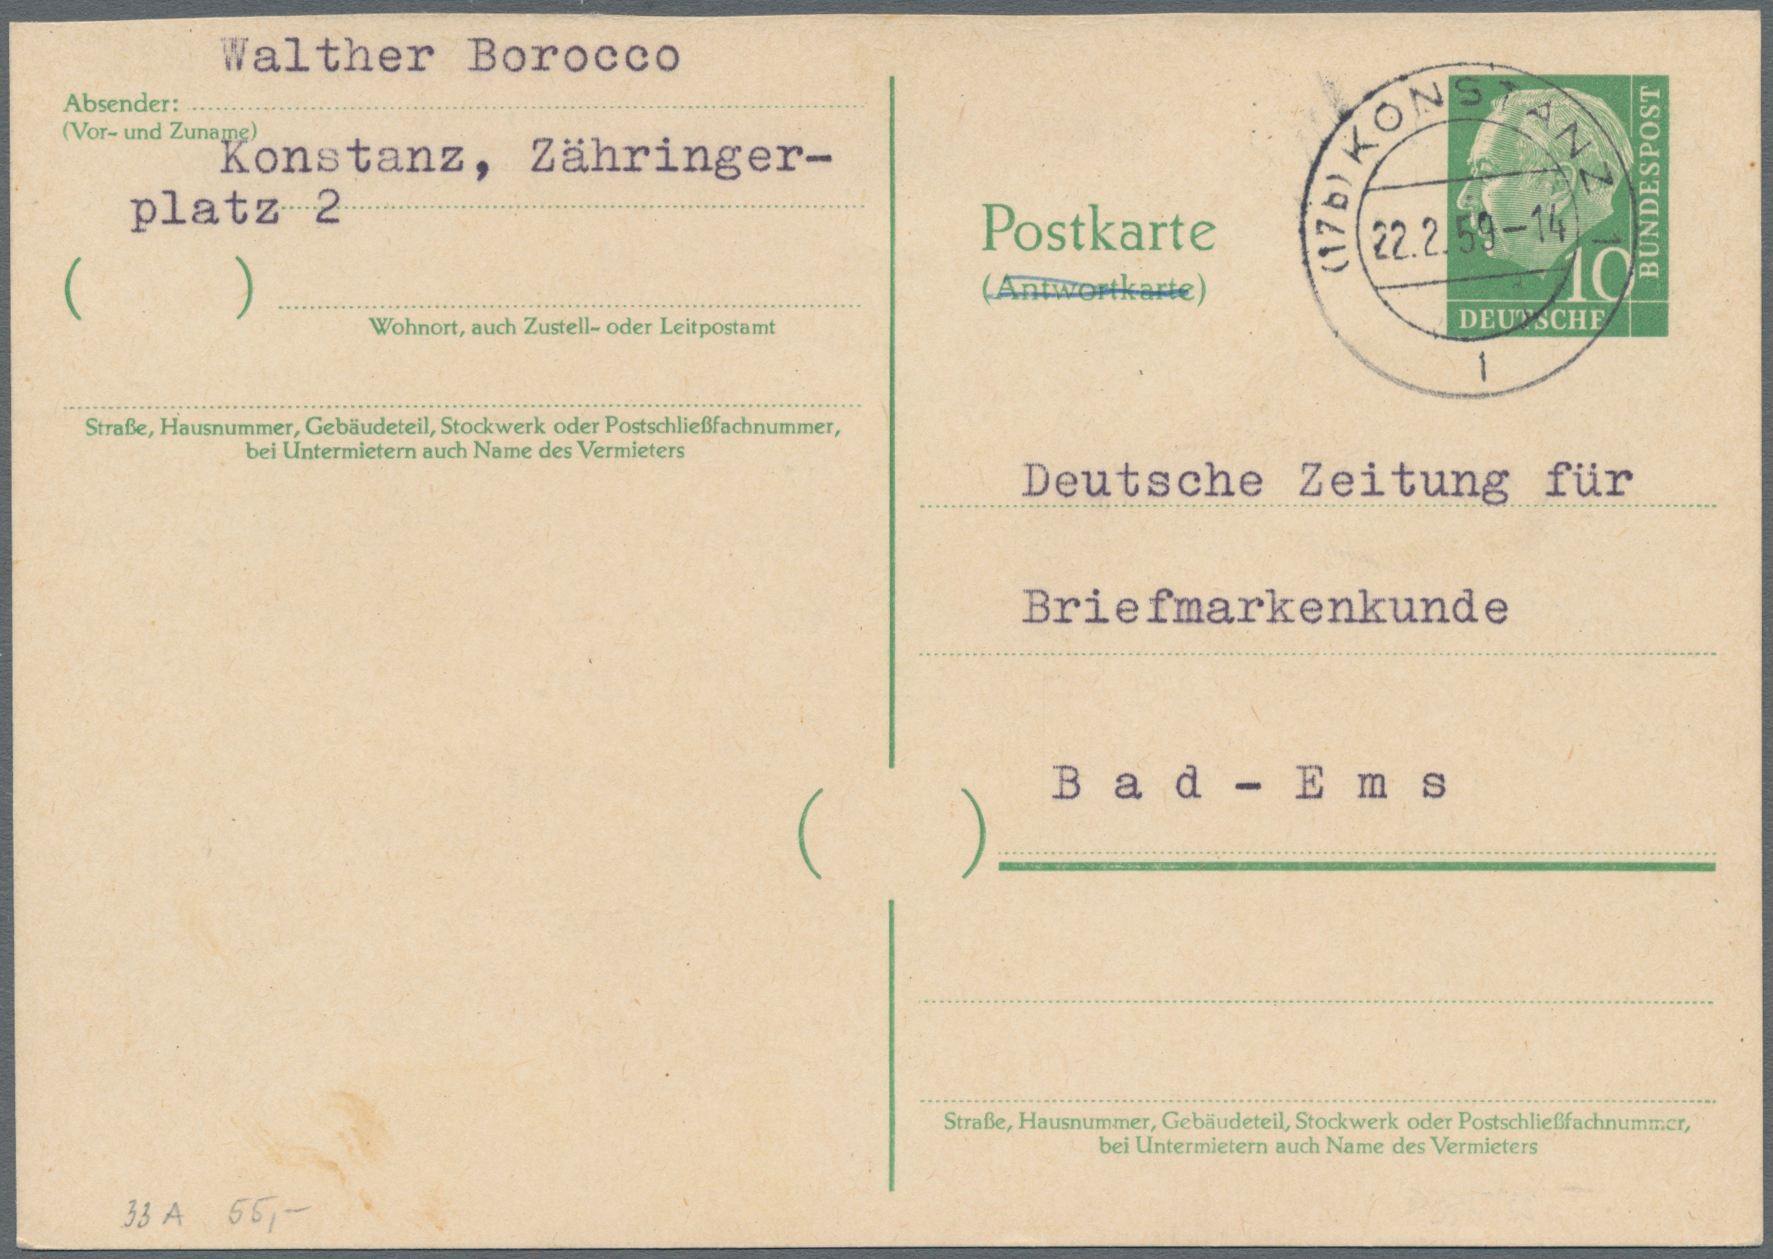 Walther Borocco
Absender:
(Vor- und Zuname)
Konstanz, Zähringer-
platz 2
( )
Wohnort, auch Zustell- oder Leitpostamt
Straße, Hausnummer, Gebäudeteil, Stockwerk oder Postschließfachnummer,
bei Untermietern auch Name des Vermieters
Postkarte
(Antwortkarte)
(17b) KONSTANZ 1
22.2.59-14
1
10
DEUTSCHE
BUNDESPOST
Deutsche Zeitung für
Briefmarkenkunde
Bad-Ems
( )
Straße, Hausnummer, Gebäudeteil, Stockwerk oder Postschließfachnummer,
bei Untermietern auch Name des Vermieters
33 A 55,-